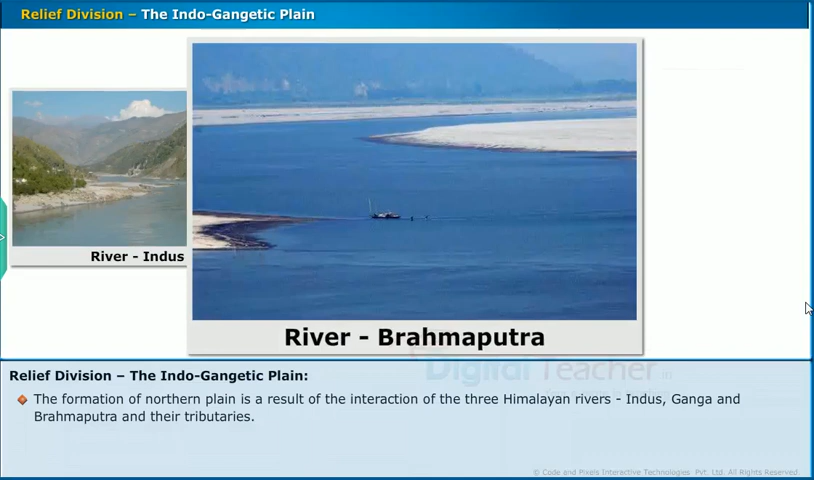 Relief Division – The Indo-Gangetic Plain
River - Indus
River - Brahmaputra
Digital Teacher
Relief Division – The Indo-Gangetic Plain:
The formation of northern plain is a result of the interaction of the three Himalayan rivers - Indus, Ganga and
Brahmaputra and their tributaries.
© Code and Pixels Interactive Technologies Pvt. Ltd. All Rights Reserved.